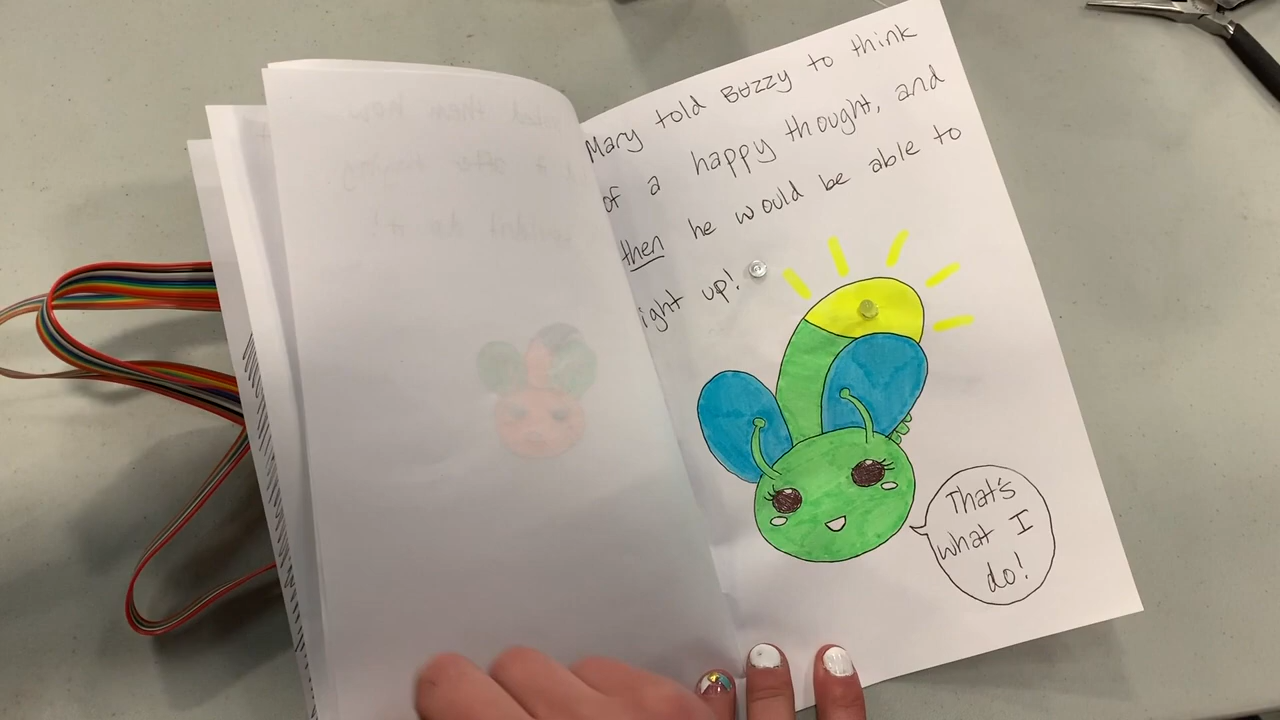 Mary told Buzzy to think
of a happy thought, and
then he would be able to
ight up!
That's
what I
do!